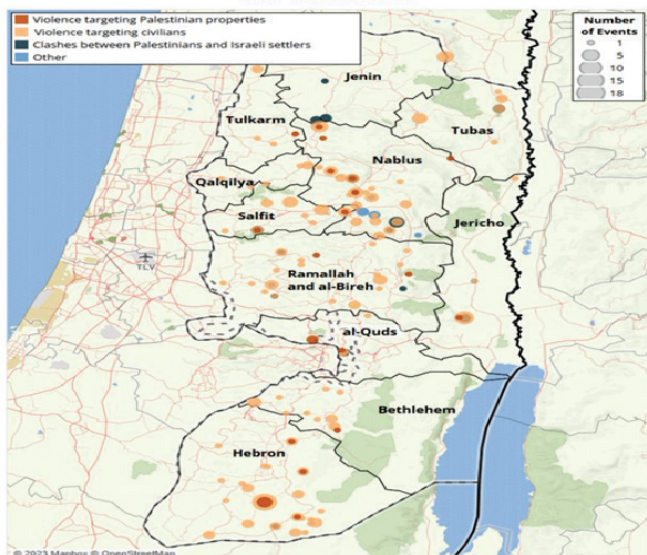 Violence targeting Palestinian properties
Violence targeting civilians
Clashes between Palestinians and Israeli settlers
Other
Number
of Events
1
5
10
15
18
Jenin
Tulkarm
Tubas
Nablus
Qalqilya
Salfit
Jericho
TLV
Ramallah
and al-Bireh
al-Quds
Bethlehem
Hebron
© 2023 Mapbox © OpenStreetMap